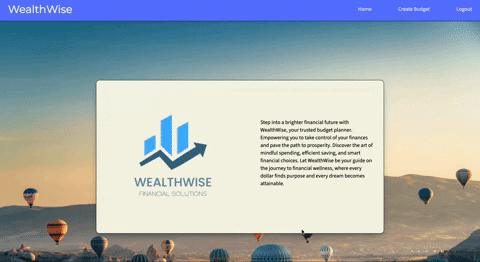 WealthWise
Home Create Budget Logout
Step into a brighter financial future with
WealthWise, your trusted budget planner.
Empowering you to take control of your finances
and pave the path to prosperity. Discover the art of
mindful spending, efficient saving, and smart
financial choices. Let WealthWise be your guide on
the journey to financial wellness, where every
dollar finds purpose and every dream becomes
attainable.
WEALTHWISE
FINANCIAL SOLUTIONS